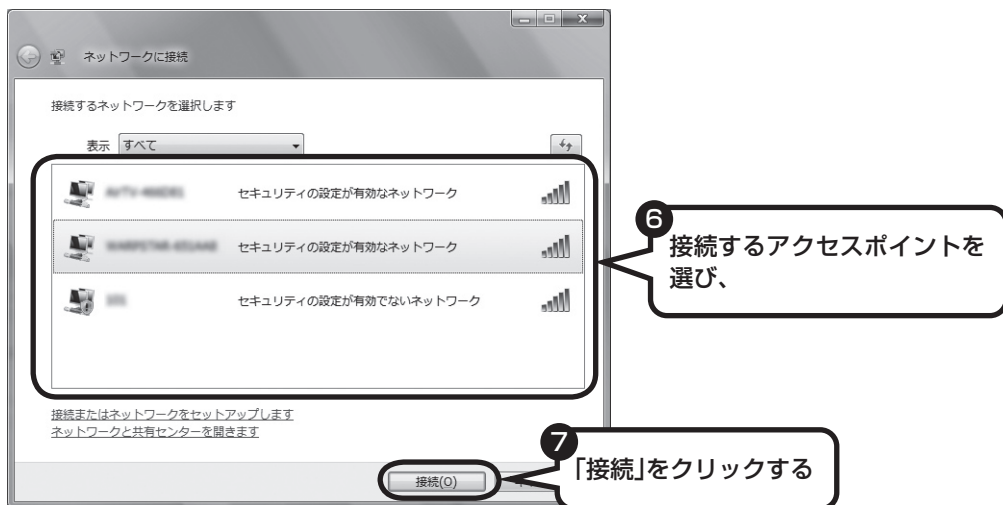 ネットワークに接続
接続するネットワークを選択します
表示 すべて
セキュリティの設定が有効なネットワーク
セキュリティの設定が有効なネットワーク
セキュリティの設定が有効でないネットワーク
6
接続するアクセスポイントを
選び、
接続またはネットワークをセットアップします
ネットワークと共有センターを開きます
接続(O)
7
「接続」をクリックする